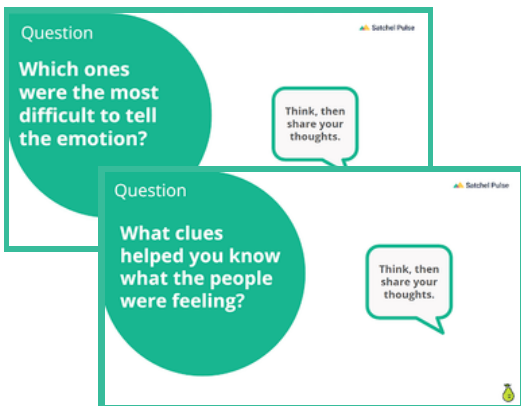 Question
Satchel Pulse
Which ones
were the most
difficult to tell
the emotion?
Think, then
share your
thoughts.
Question
Satchel Pulse
What clues
helped you know
what the people
were feeling?
Think, then
share your
thoughts.